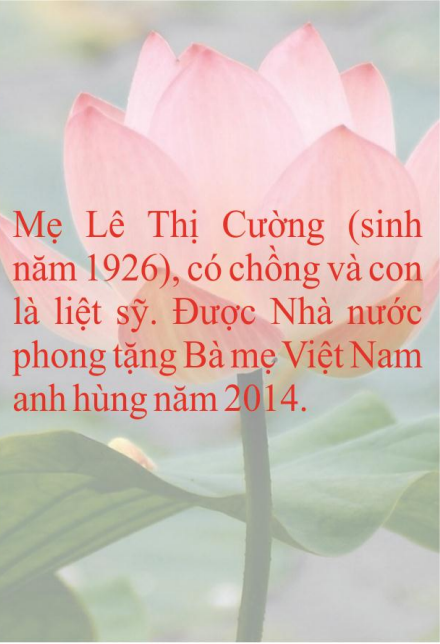 Mẹ Lê Thị Cường (sinh
năm 1926), có chồng và con
là liệt sỹ. Được Nhà nước
phong tặng Bà mẹ Việt Nam
anh hùng năm 2014.